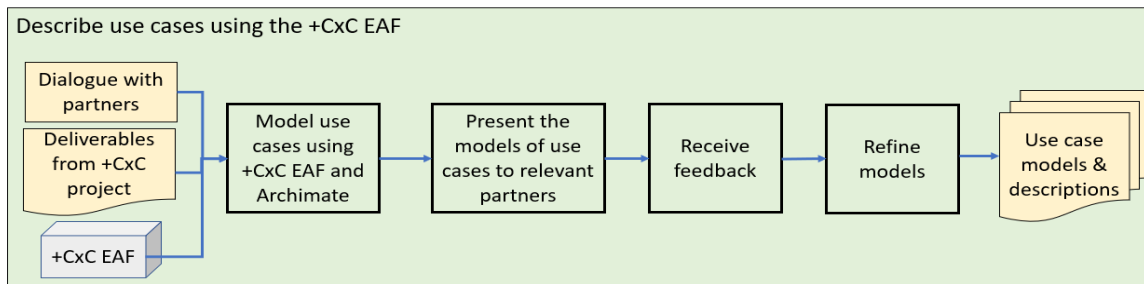 Describe use cases using the +CxC EAF
Dialogue with
partners
Deliverables
from +CxC
project
+CxC EAF
Model use
cases using
+CxC EAF and
Archimate
Present the
models of use
cases to relevant
partners
Receive
feedback
Refine
models
Use case
models &
descriptions